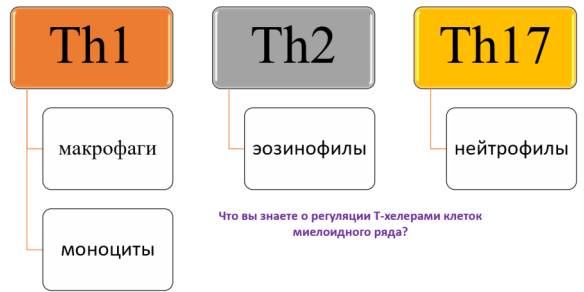 Th1
Th2
Th17
макрофаги
эозинофилы
нейтрофилы
моноциты
Что вы знаете о регуляции Т-хелерами клеток
миелоидного ряда?